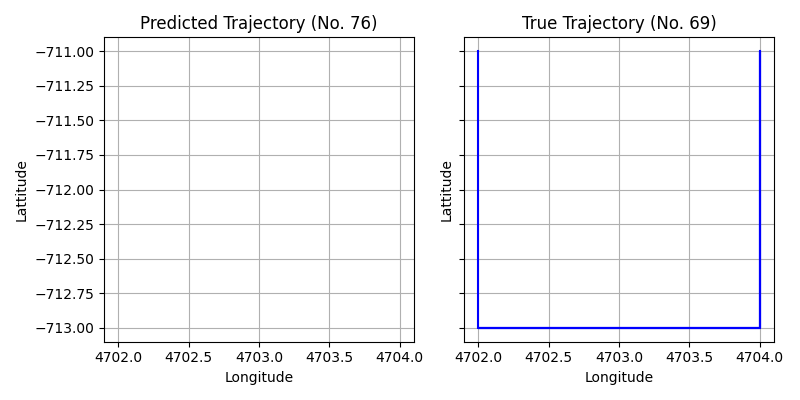 Predicted Trajectory (No. 76)
True Trajectory (No. 69)
−711.00
−711.25
−711.50
−711.75
−712.00
−712.25
−712.50
−712.75
−713.00
Lattitude
Lattitude
4702.0 4702.5 4703.0 4703.5 4704.0
4702.0 4702.5 4703.0 4703.5 4704.0
Longitude
Longitude